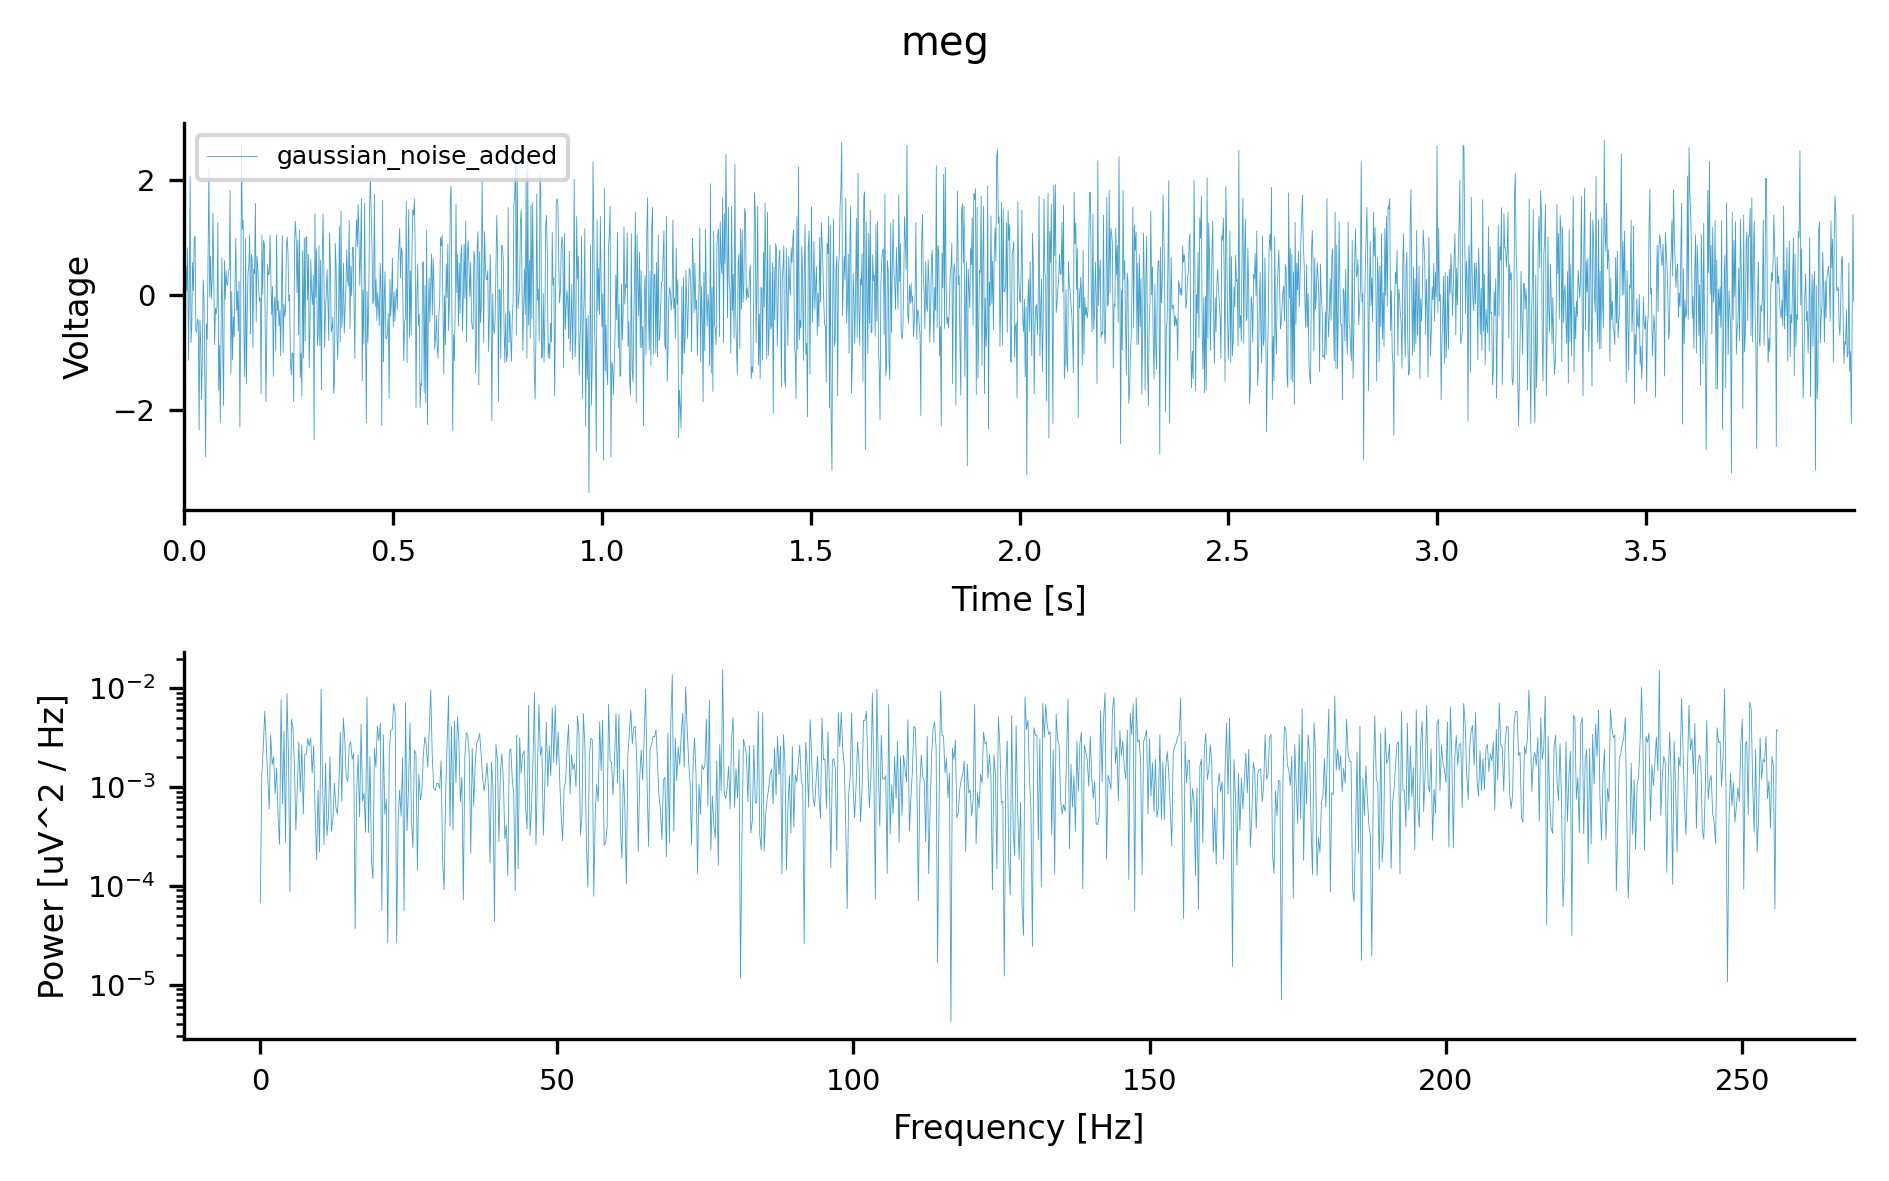 meg
gaussian_noise_added
Voltage
2
0
−2
0.0 0.5 1.0 1.5 2.0 2.5 3.0 3.5
Time [s]
Power [uV^2 / Hz]
10⁻²
10⁻³
10⁻⁴
10⁻⁵
0 50 100 150 200 250
Frequency [Hz]